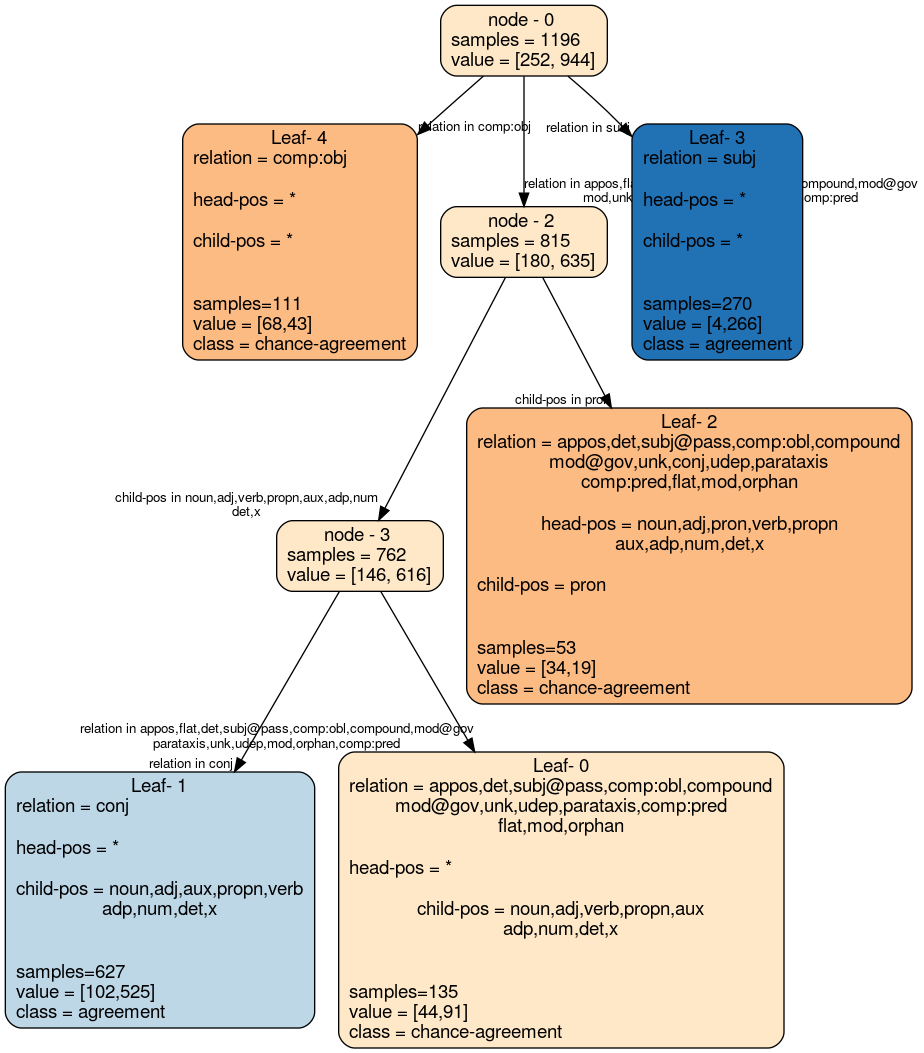 node - 0
samples = 1196
value = [252, 944]
relation in comp:obj
relation in subj
Leaf- 4
relation = comp:obj
head-pos = *
child-pos = *
samples=111
value = [68,43]
class = chance-agreement
relation in appos,fla
mod,unk
ompound,mod@gov
comp:pred
Leaf- 3
relation = subj
head-pos = *
child-pos = *
samples=270
value = [4,266]
class = agreement
node - 2
samples = 815
value = [180, 635]
child-pos in pron
Leaf- 2
relation = appos,det,subj@pass,comp:obl,compound
mod@gov,unk,conj,udep,parataxis
comp:pred,flat,mod,orphan
head-pos = noun,adj,pron,verb,propn
aux,adp,num,det,x
child-pos = pron
samples=53
value = [34,19]
class = chance-agreement
child-pos in noun,adj,verb,propn,aux,adp,num
det,x
node - 3
samples = 762
value = [146, 616]
relation in appos,flat,det,subj@pass,comp:obl,compound,mod@gov
parataxis,unk,udep,mod,orphan,comp:pred
relation in conj
Leaf- 1
relation = conj
head-pos = *
child-pos = noun,adj,aux,propn,verb
adp,num,det,x
samples=627
value = [102,525]
class = agreement
Leaf- 0
relation = appos,det,subj@pass,comp:obl,compound
mod@gov,unk,udep,parataxis,comp:pred
flat,mod,orphan
head-pos = *
child-pos = noun,adj,verb,propn,aux
adp,num,det,x
samples=135
value = [44,91]
class = chance-agreement